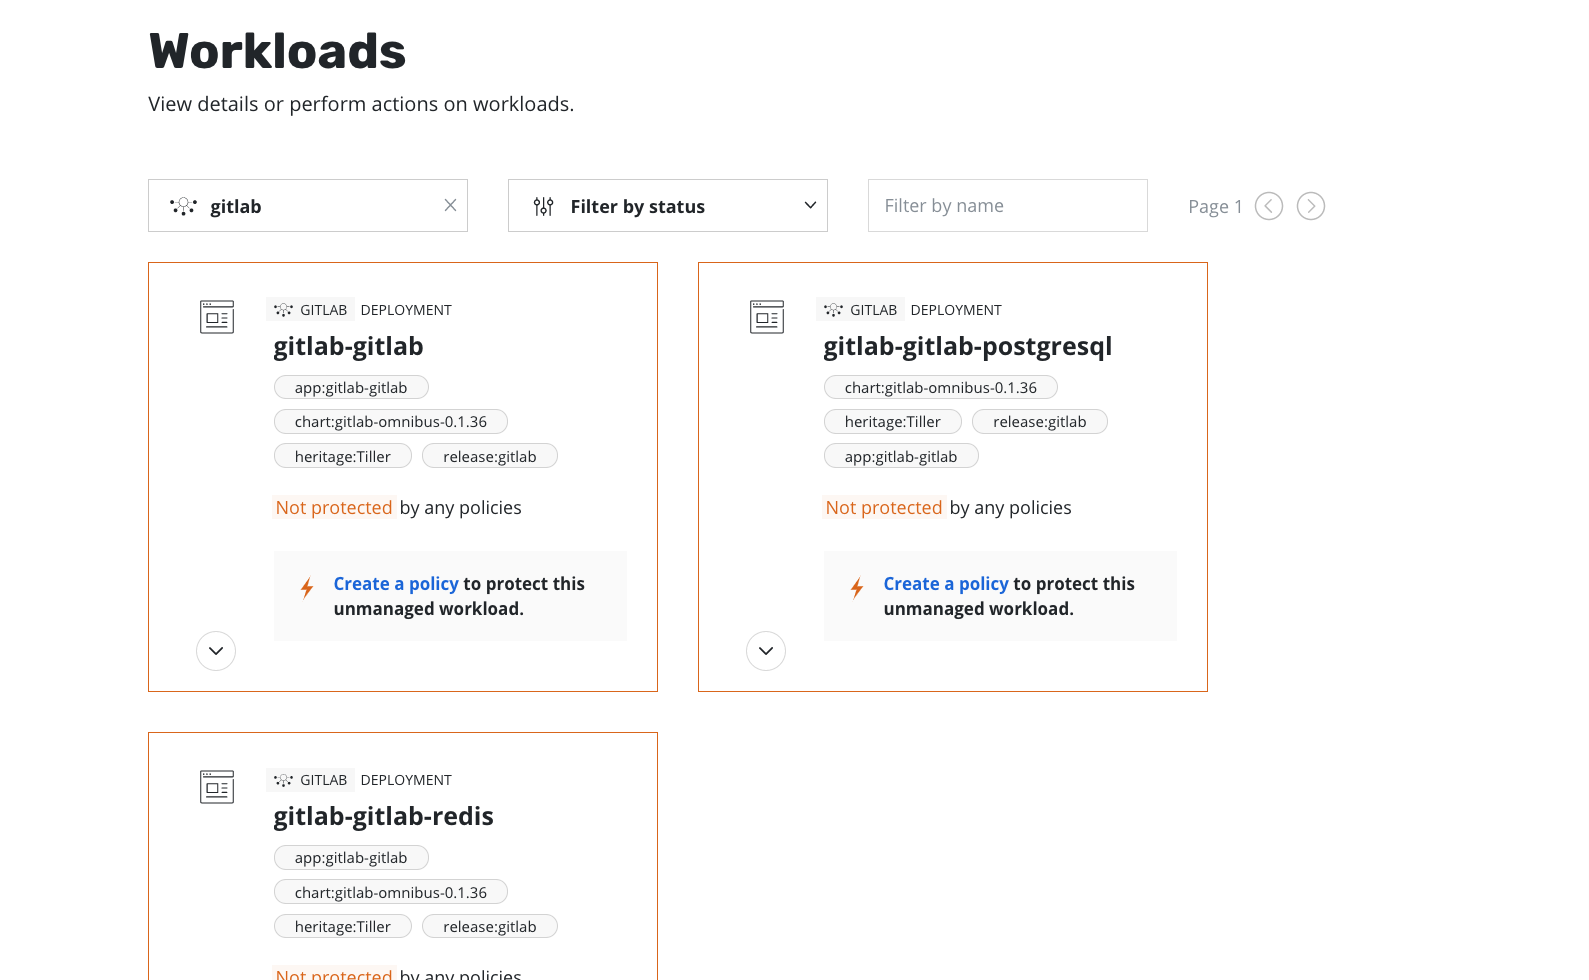 Workloads
View details or perform actions on workloads.
gitlab
Filter by status
Filter by name
Page 1
GITLAB DEPLOYMENT
gitlab-gitlab
app:gitlab-gitlab
chart:gitlab-omnibus-0.1.36
heritage:Tiller release:gitlab
Not protected by any policies
Create a policy to protect this
unmanaged workload.
GITLAB DEPLOYMENT
gitlab-gitlab-postgresql
chart:gitlab-omnibus-0.1.36
heritage:Tiller release:gitlab
app:gitlab-gitlab
Not protected by any policies
Create a policy to protect this
unmanaged workload.
GITLAB DEPLOYMENT
gitlab-gitlab-redis
app:gitlab-gitlab
chart:gitlab-omnibus-0.1.36
heritage:Tiller release:gitlab
Not protected by any policies